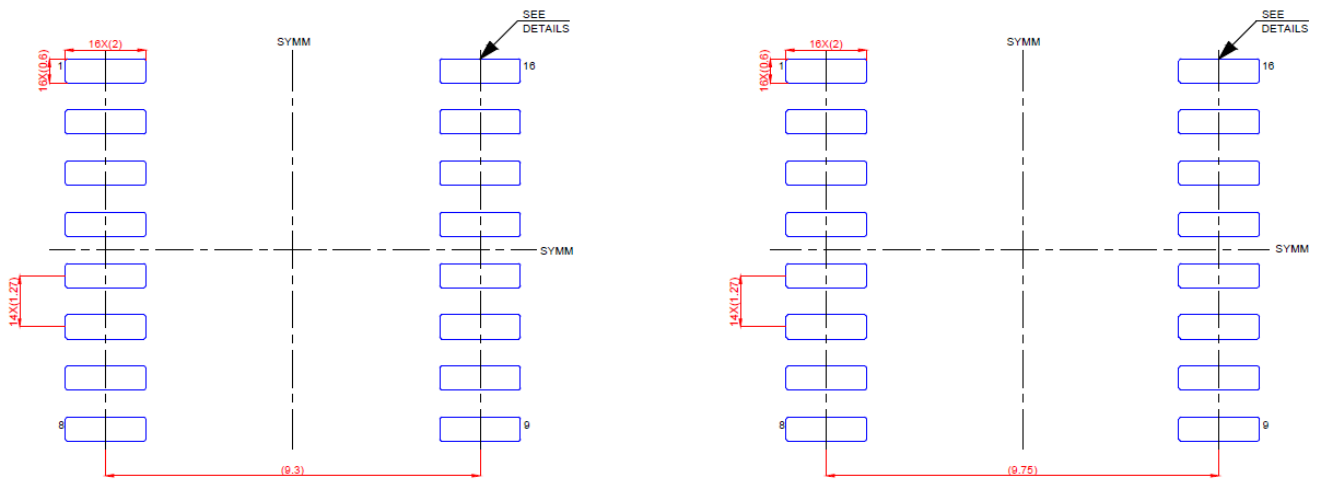 SEE
DETAILS
16X(2)
SYMM
16X(0.6)
1
16
SYMM
14X(1.27)
8
9
(9.3)
SEE
DETAILS
16X(2)
SYMM
16X(0.6)
1
16
SYMM
14X(1.27)
8
9
(9.75)